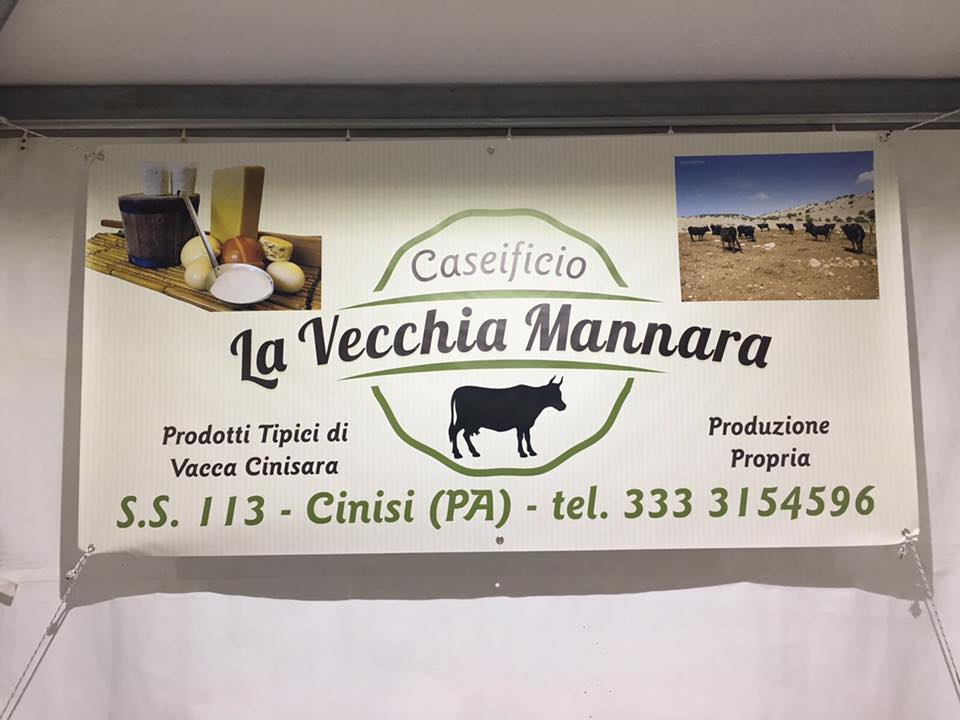 Caseificio
La Vecchia Mannara
Prodotti Tipici di
Vacca Cinisara
Produzione
Propria
S.S. 113 - Cinisi (PA) - tel. 333 3154596